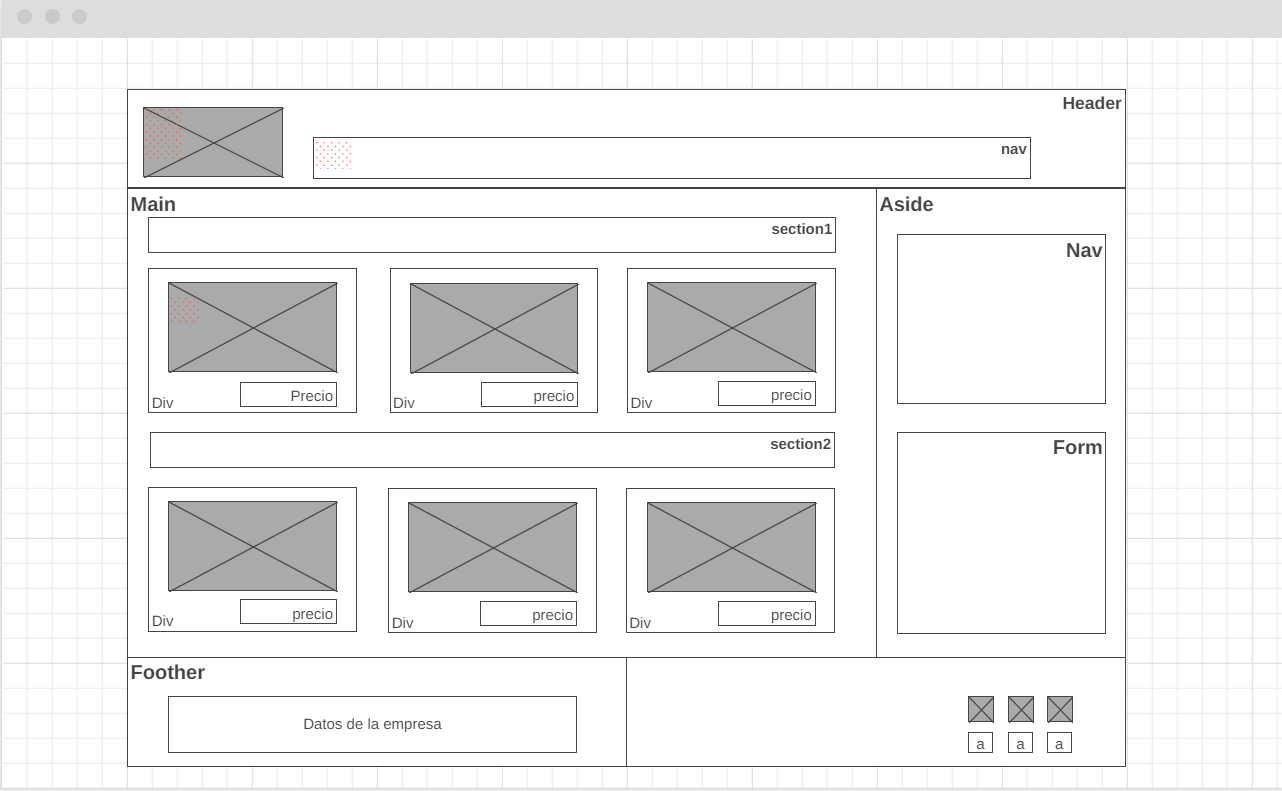 Header
nav
Main
Aside
section1
Nav
Div
Precio
Div
precio
Div
precio
section2
Form
Div
precio
Div
precio
Div
precio
Foother
Datos de la empresa
a
a
a